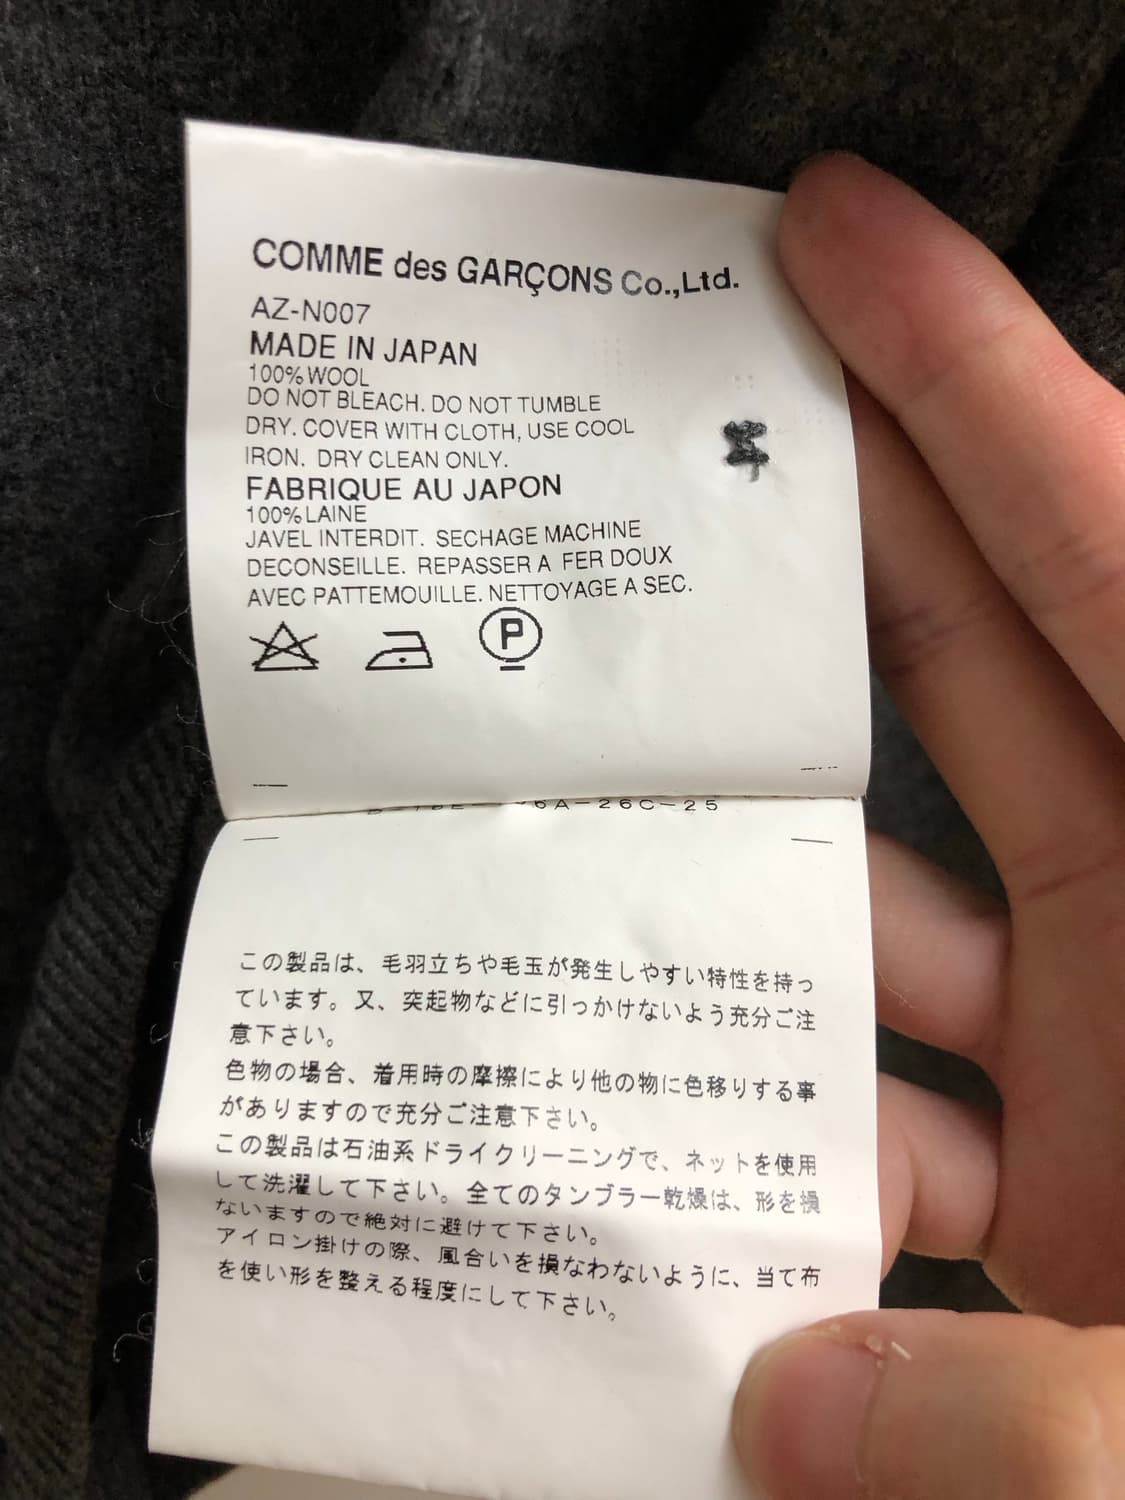 COMME des GARÇONS Co.,Ltd.
AZ-N007
MADE IN JAPAN
100% WOOL
DO NOT BLEACH. DO NOT TUMBLE
DRY. COVER WITH CLOTH, USE COOL
IRON. DRY CLEAN ONLY.
FABRIQUE AU JAPON
100% LAINE
JAVEL INTERDIT. SECHAGE MACHINE
DECONSEILLE. REPASSER A FER DOUX
AVEC PATTEMOUILLE. NETTOYAGE A SEC.
P
6A-26C-25
この製品は、毛羽立ちや毛玉が発生しやすい特性を持っ
ています。又、突起物などに引っかけないよう充分ご注
意下さい。
色物の場合、着用時の摩擦により他の物に色移りする事
がありますので充分ご注意下さい。
この製品は石油系ドライクリーニングで、ネットを使用
して洗濯して下さい。全てのタンブラー乾燥は、形を損
ないますので絶対に避けて下さい。
アイロン掛けの際、風合いを損なわないように、当て布
を使い形を整える程度にして下さい。